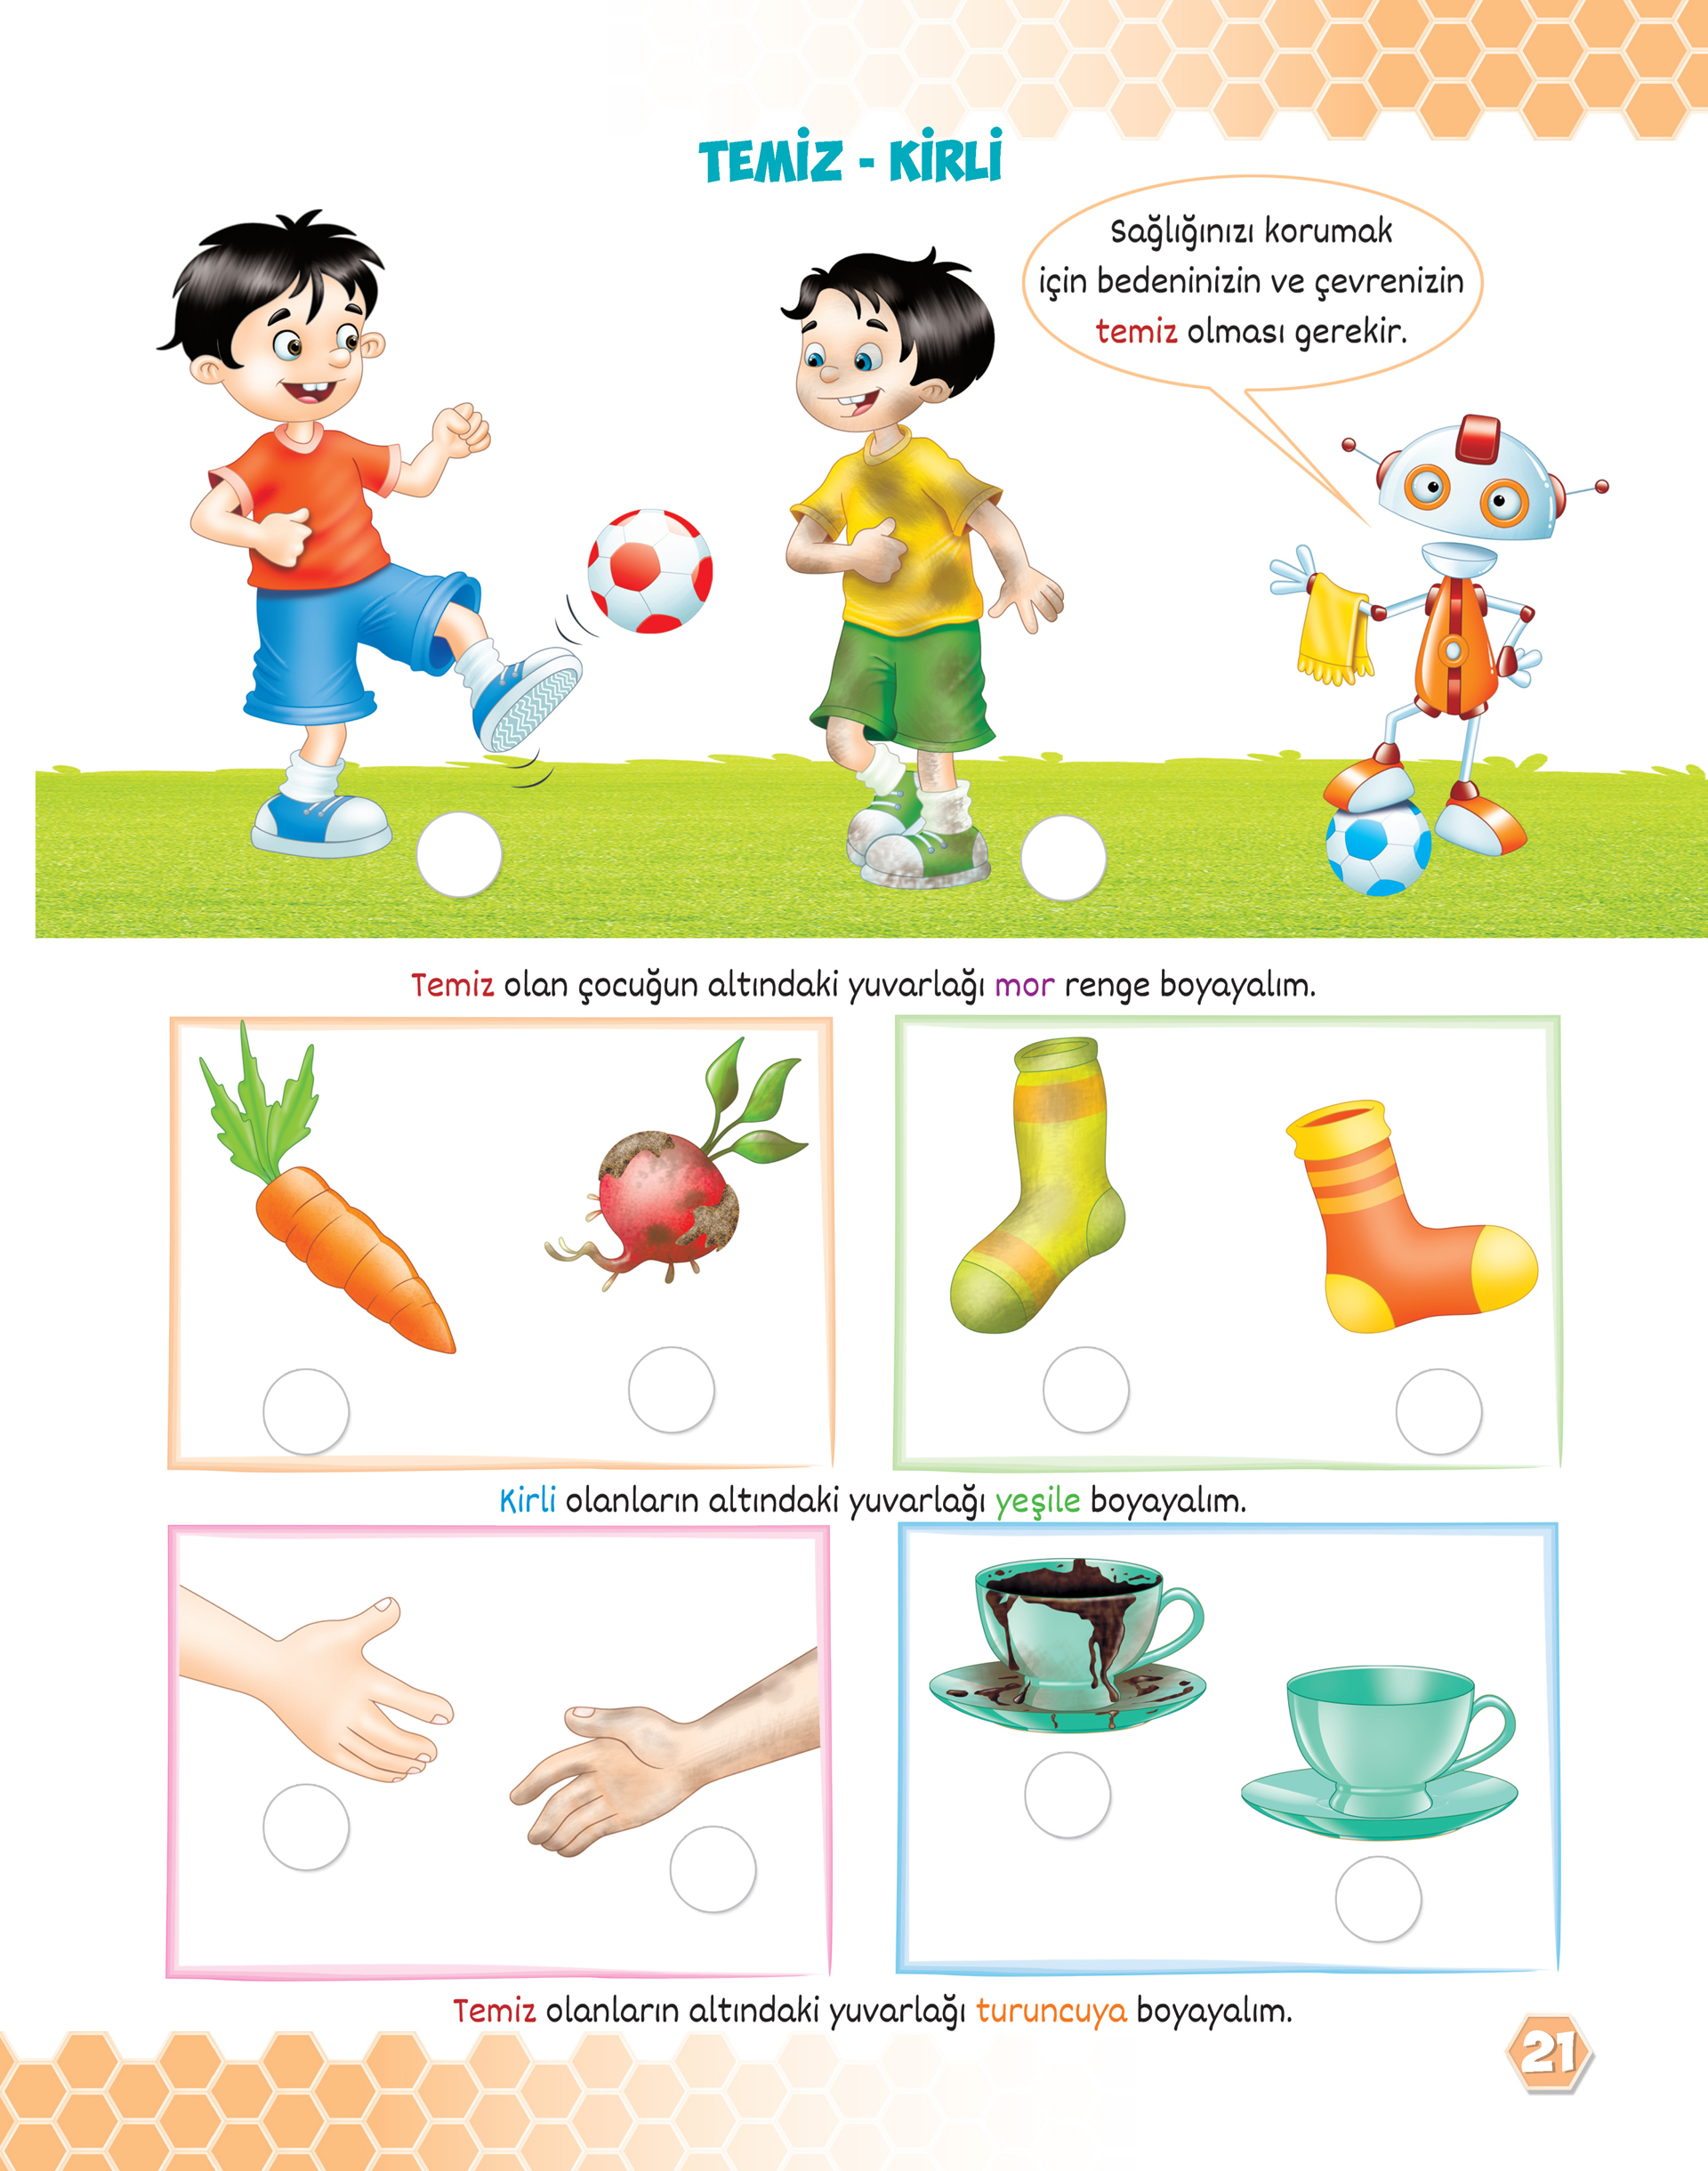 TEMİZ - KİRLİ
Sağlığınızı korumak
için bedeninizin ve çevrenizin
temiz olması gerekir.
Temiz olan çocuğun altındaki yuvarlağı mor renge boyayalım.
Kirli olanların altındaki yuvarlağı yeşile boyayalım.
Temiz olanların altındaki yuvarlağı turuncuya boyayalım.
21